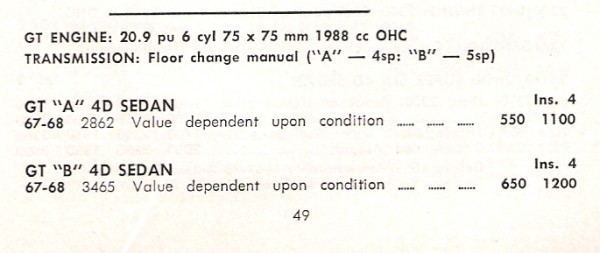 GT ENGINE: 20.9 pu 6 cyl 75 x 75 mm 1988 cc OHC
TRANSMISSION: Floor change manual ("A" — 4sp: "B" — 5sp)
GT "A" 4D SEDAN Ins. 4
67-68 2862 Value dependent upon condition ...... ...... ...... 550 1100
GT "B" 4D SEDAN Ins. 4
67-68 3465 Value dependent upon condition ...... ...... ...... 650 1200
49